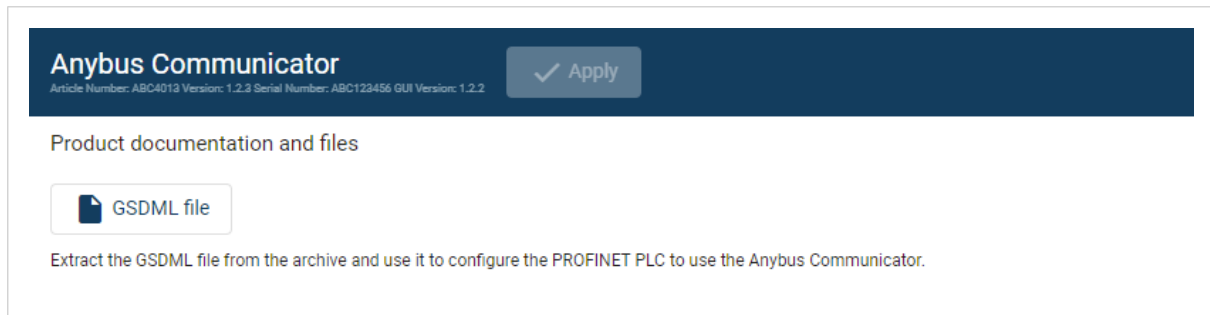 Anybus Communicator
Article Number: ABC4013 Version: 1.2.3 Serial Number: ABC123456 GUI Version: 1.2.2
Apply
Product documentation and files
GSDML file
Extract the GSDML file from the archive and use it to configure the PROFINET PLC to use the Anybus Communicator.